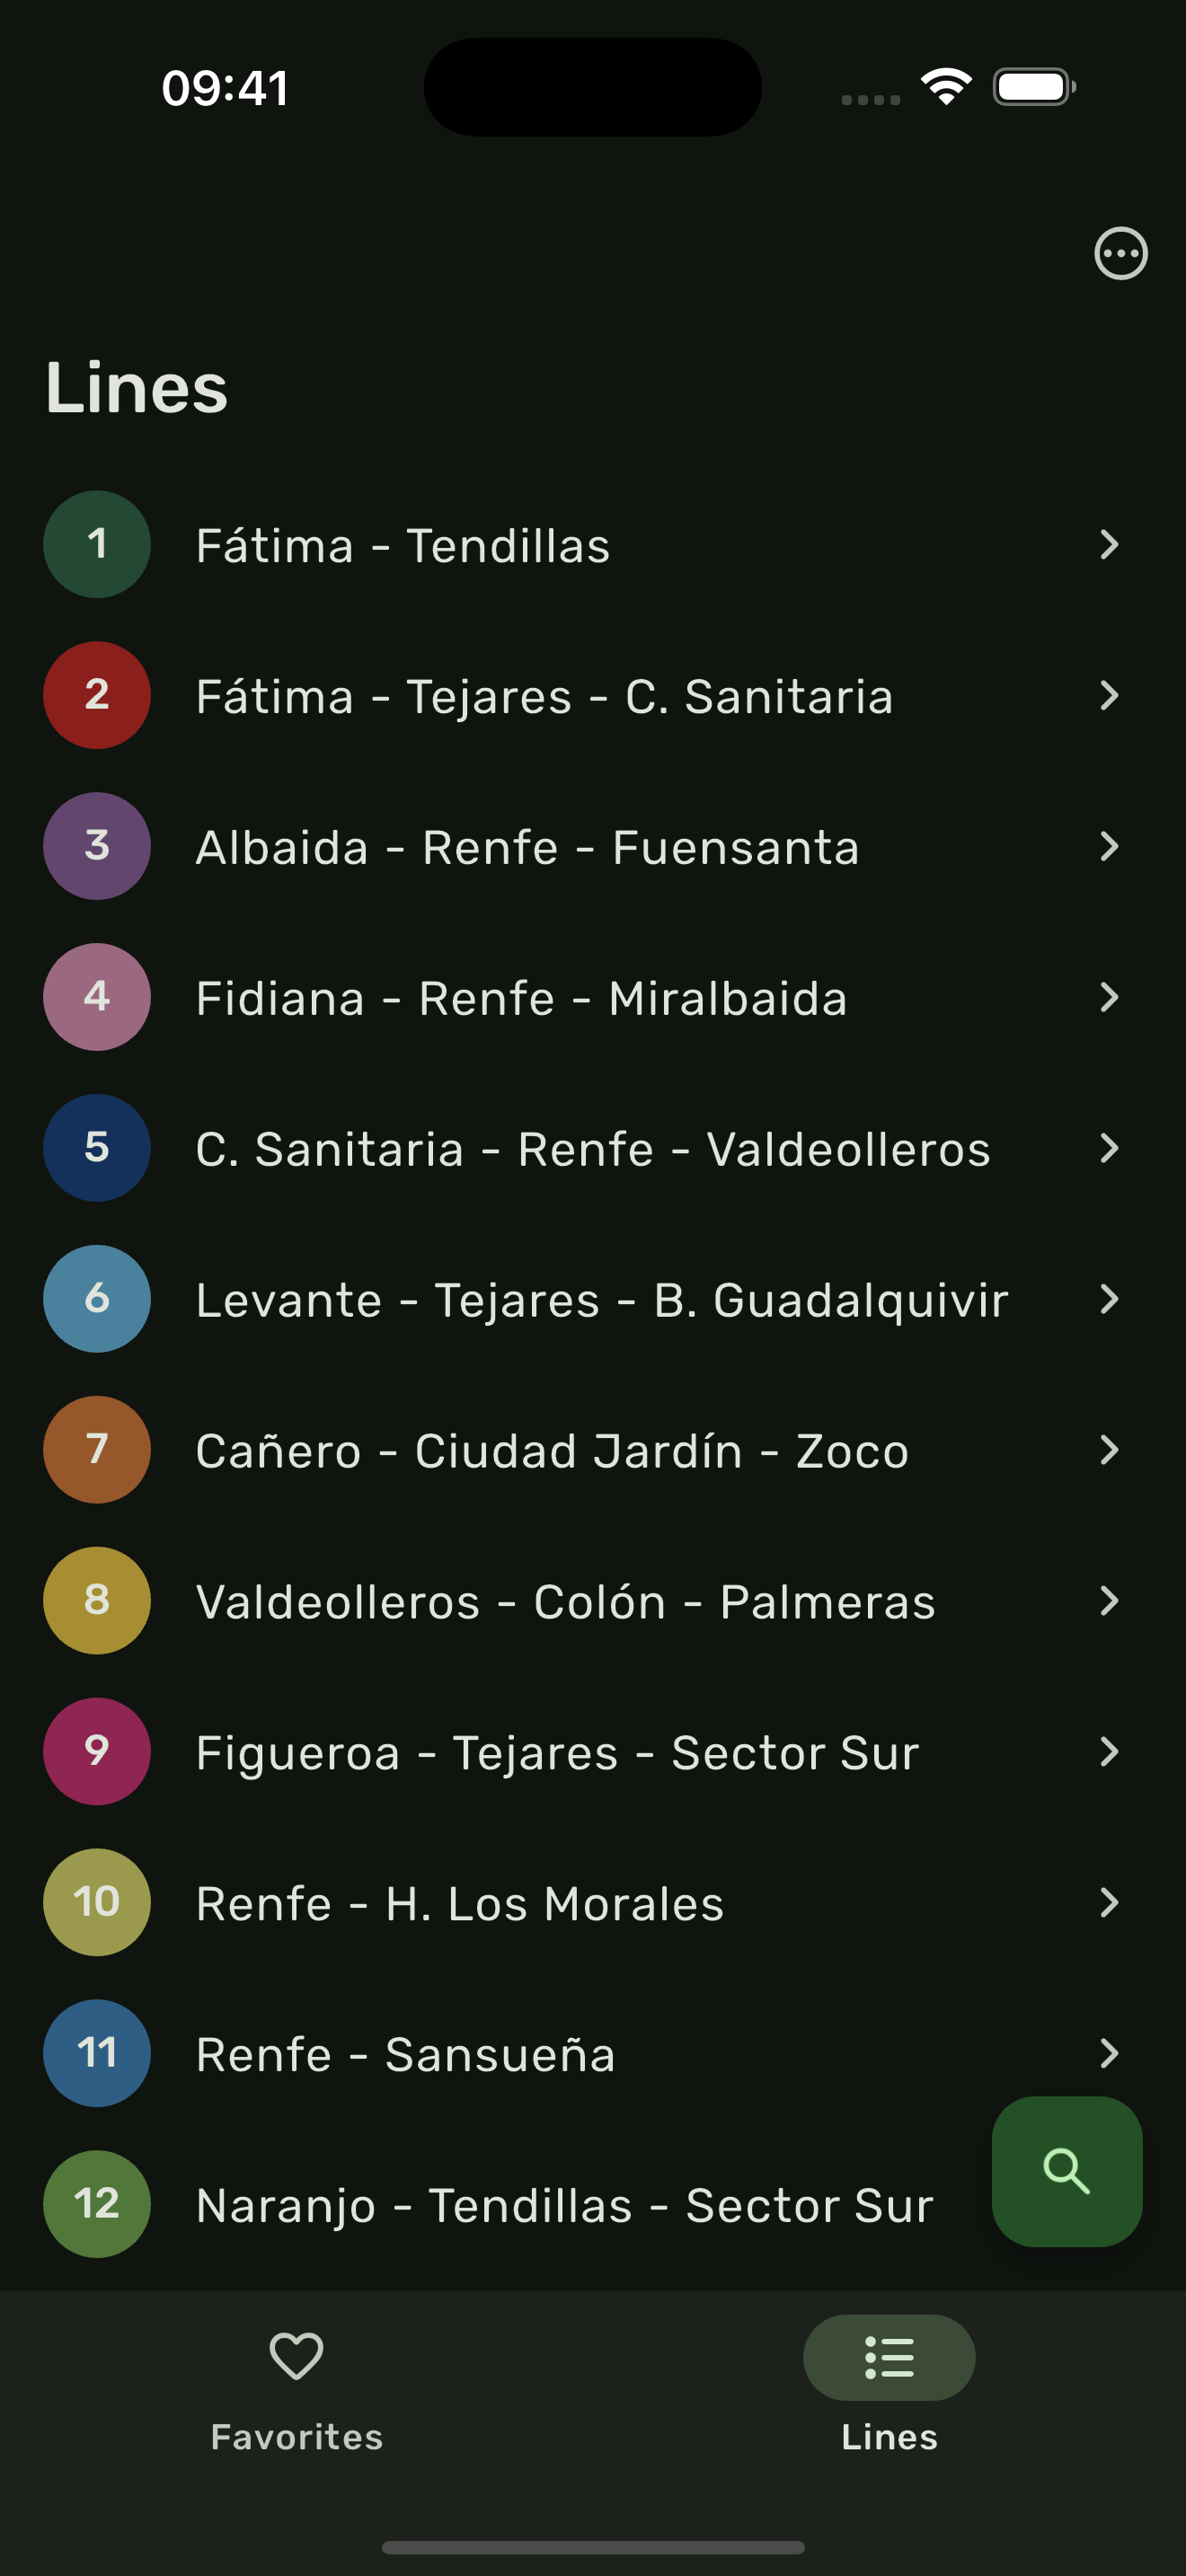 09:41
Lines
1 Fátima - Tendillas
2 Fátima - Tejares - C. Sanitaria
3 Albaida - Renfe - Fuensanta
4 Fidiana - Renfe - Miralbaida
5 C. Sanitaria - Renfe - Valdeolleros
6 Levante - Tejares - B. Guadalquivir
7 Cañero - Ciudad Jardín - Zoco
8 Valdeolleros - Colón - Palmeras
9 Figueroa - Tejares - Sector Sur
10 Renfe - H. Los Morales
11 Renfe - Sansueña
12 Naranjo - Tendillas - Sector Sur
Favorites Lines